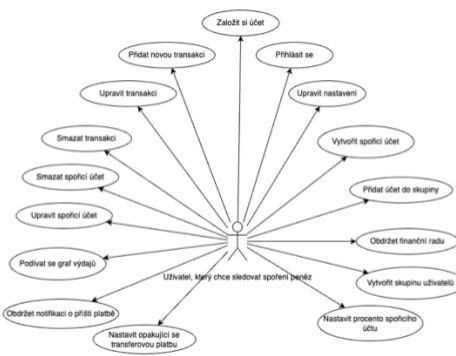 Založit si účet
Přidat novou transakci
Přihlásit se
Upravit transakci
Upravit nastavení
Smazat transakci
Vytvořit spořící účet
Smazat spořící účet
Přidat účet do skupiny
Upravit spořící účet
Obdržet finanční radu
Podívat se graf výdajů
Uživatel, který chce sledovat spoření peněz
Vytvořit skupinu uživatelů
Obdržet notifikaci o příští platbě
Nastavit procento spořícího
účtu
Nastavit opakující se
transferovou platbu